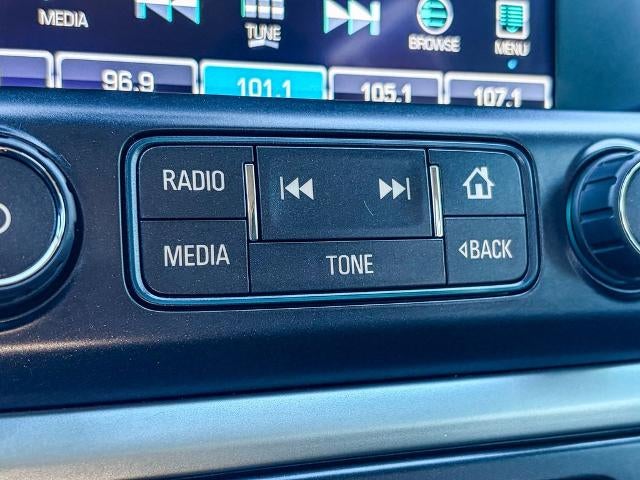 MEDIA
TUNE
BROWSE
MENU
96.9 101.1 105.1 107.1
RADIO
MEDIA
TONE
BACK